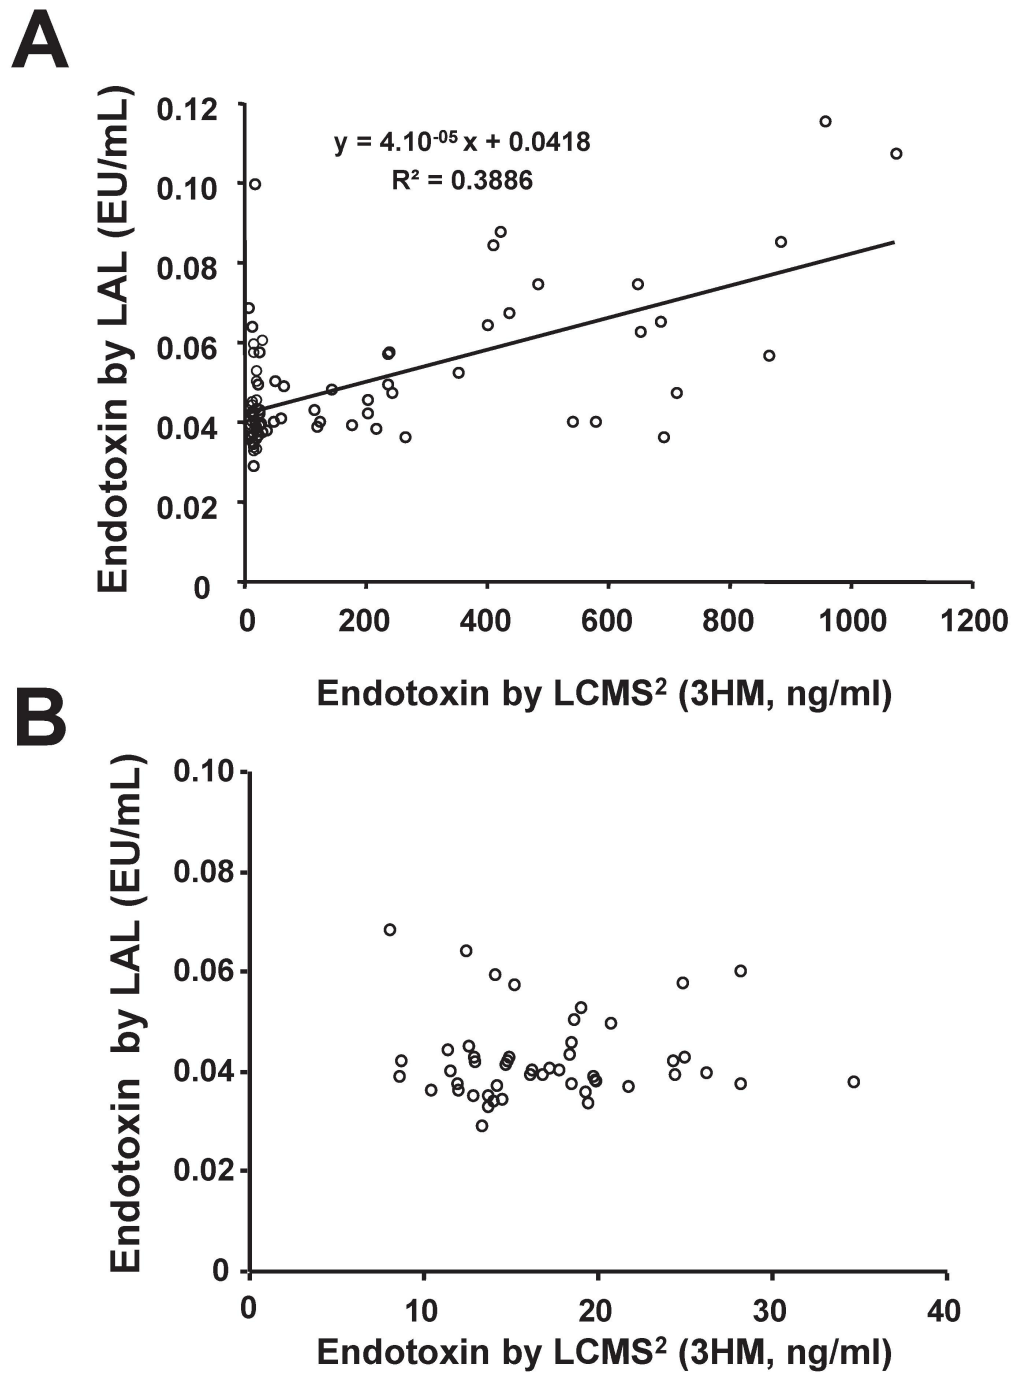 A
Endotoxin by LAL (EU/mL)
y = 4.10⁻⁰⁵ x + 0.0418
R² = 0.3886
0.12
0.10
0.08
0.06
0.04
0.02
0
0 200 400 600 800 1000 1200
Endotoxin by LCMS² (3HM, ng/ml)
B
Endotoxin by LAL (EU/mL)
0.10
0.08
0.06
0.04
0.02
0
0 10 20 30 40
Endotoxin by LCMS² (3HM, ng/ml)